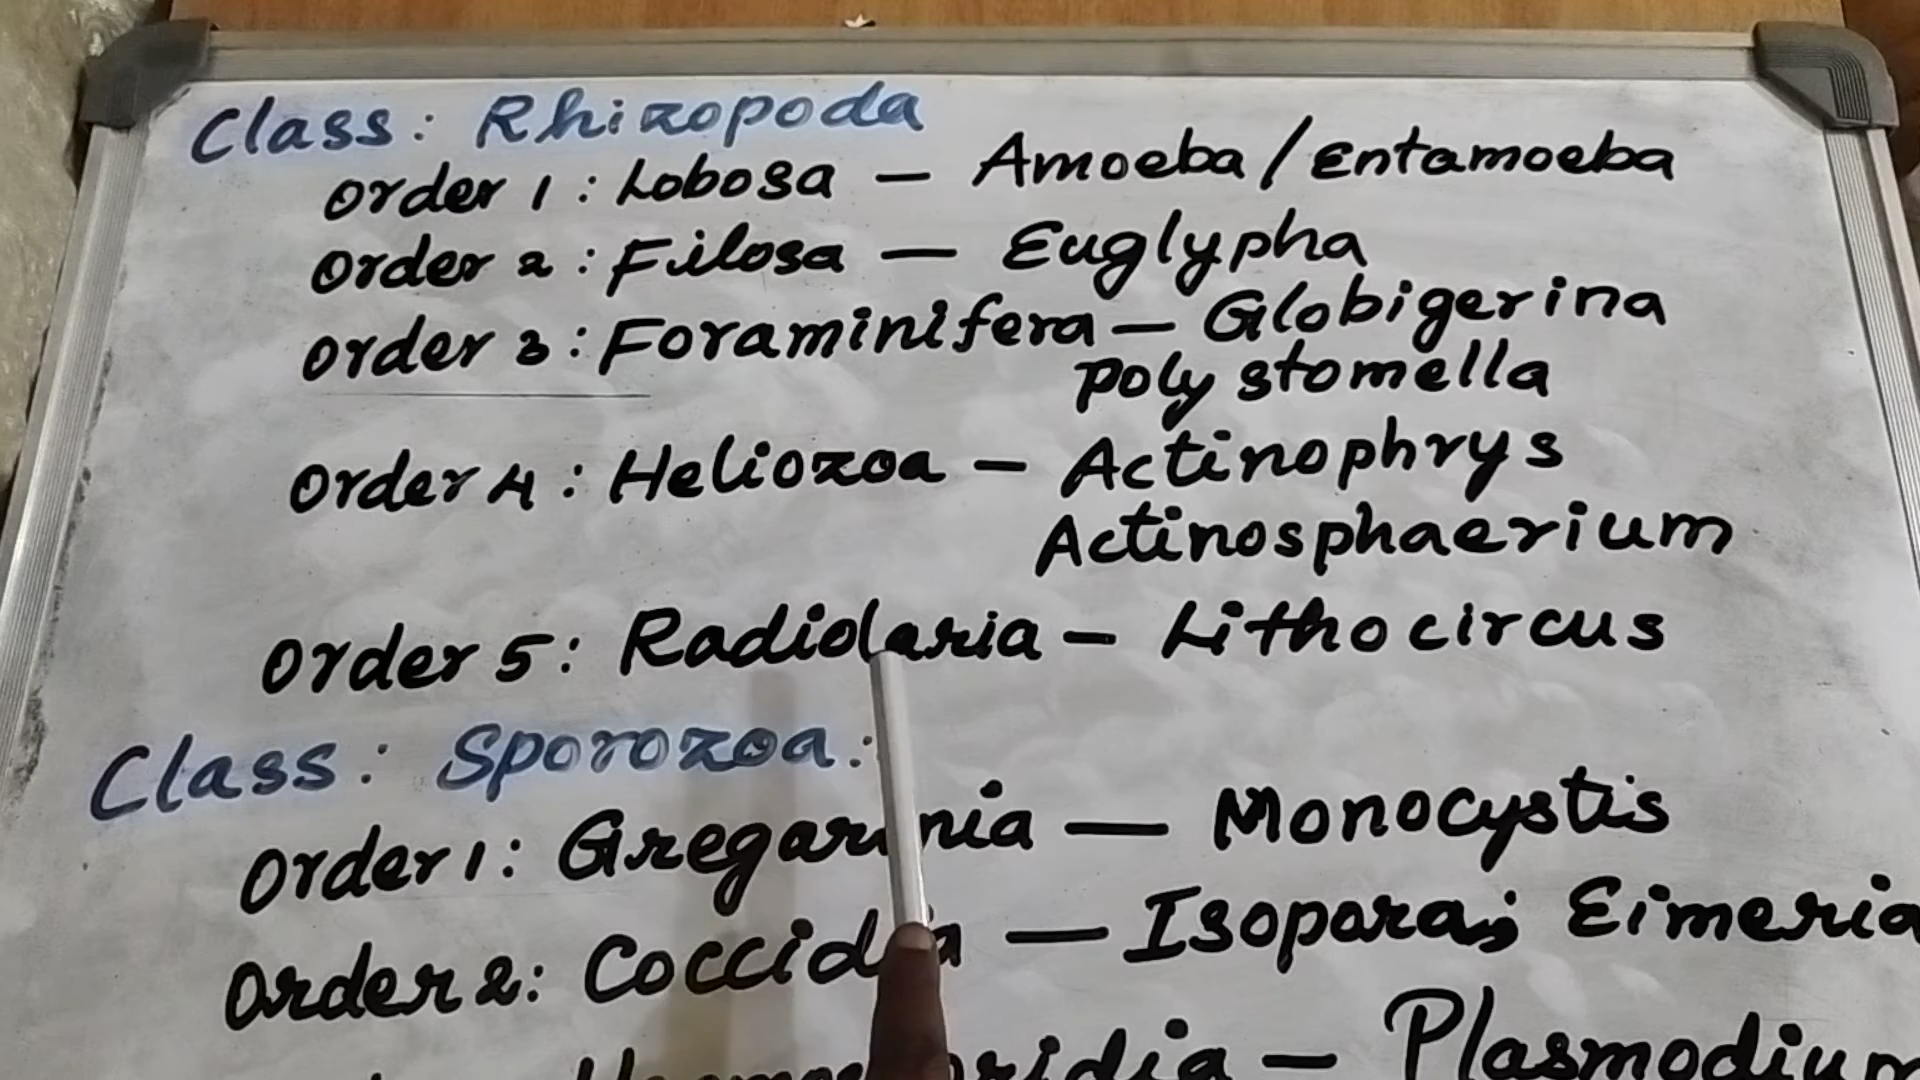 Class: Rhizopoda
Order 1: Lobosa — Amoeba/Entamoeba
Order 2: Filosa — Euglypha
Order 3: Foraminifera — Globigerina
polystomella
Order 4: Heliozoa — Actinophrys
Actinosphaerium
Order 5: Radiolaria — Lithocircus
Class: Sporozoa:
Order 1: Gregarinia — Monocystis
Order 2: Coccidia — Isopora; Eimeria
— Plasmodium